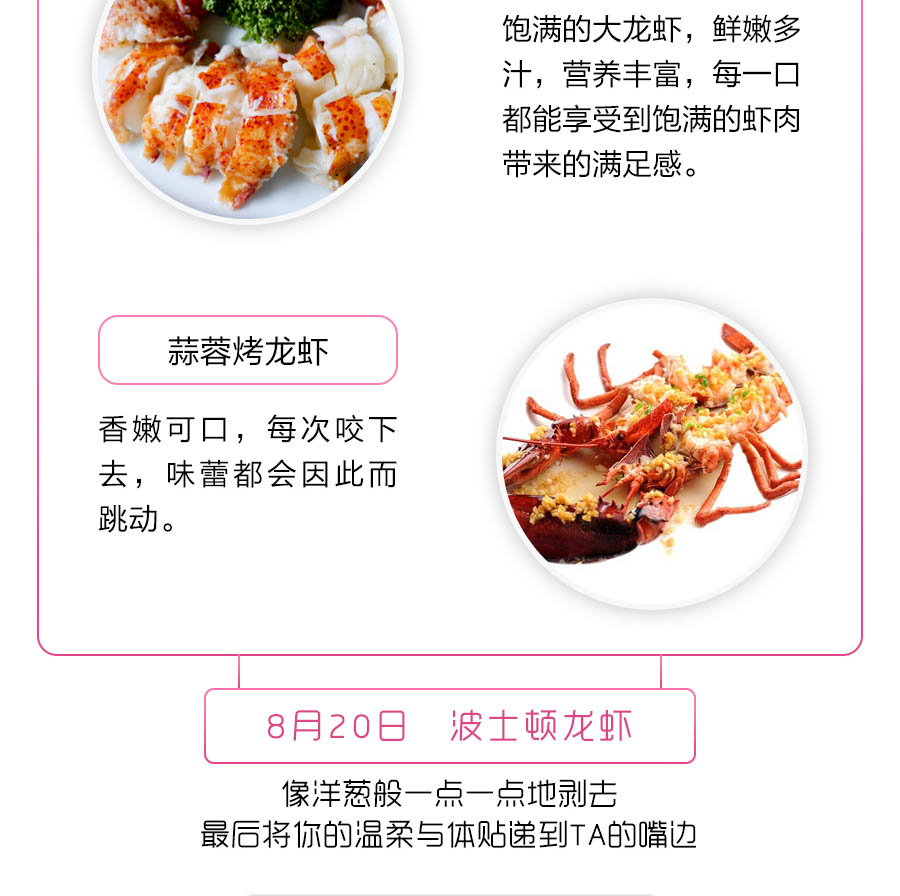 饱满的大龙虾，鲜嫩多
汁，营养丰富，每一口
都能享受到饱满的虾肉
带来的满足感。
蒜蓉烤龙虾
香嫩可口，每次咬下
去，味蕾都会因此而
跳动。
8月20日 波士顿龙虾
像洋葱般一点一点地剥去
最后将你的温柔与体贴递到TA的嘴边